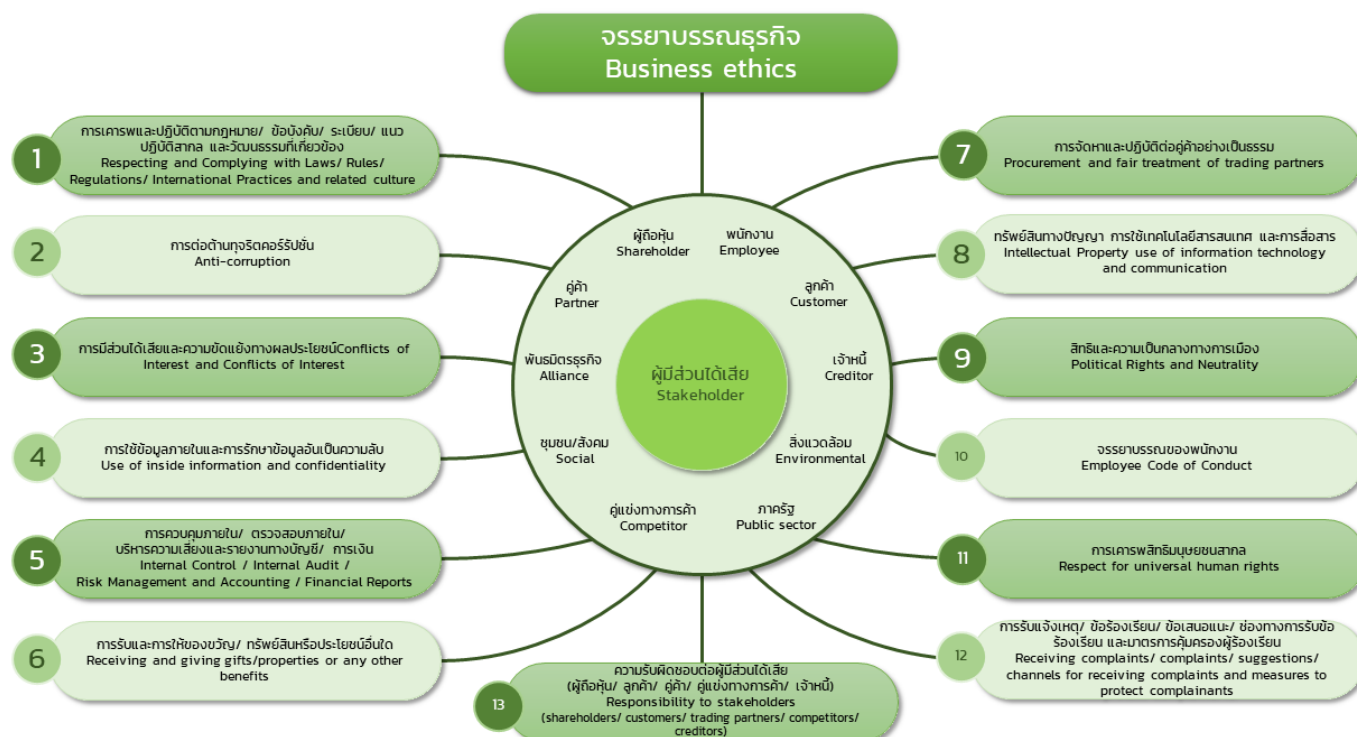 จรรยาบรรณธุรกิจ
Business ethics
1
การเคารพและปฏิบัติตามกฎหมาย/ ข้อบังคับ/ ระเบียบ/ แนว
ปฏิบัติสากล และวัฒนธรรมที่เกี่ยวข้อง
Respecting and Complying with Laws/ Rules/
Regulations/ International Practices and related culture
2
การต่อต้านทุจริตคอร์รัปชั่น
Anti-corruption
3
การมีส่วนได้เสียและความขัดแย้งทางผลประโยชน์Conflicts of
Interest and Conflicts of Interest
4
การใช้ข้อมูลภายในและการรักษาข้อมูลอันเป็นความลับ
Use of inside information and confidentiality
5
การควบคุมภายใน/ ตรวจสอบภายใน/
บริหารความเสี่ยงและรายงานทางบัญชี/ การเงิน
Internal Control / Internal Audit /
Risk Management and Accounting / Financial Reports
6
การรับและการให้ของขวัญ/ ทรัพย์สินหรือประโยชน์อื่นใด
Receiving and giving gifts/properties or any other
benefits
ผู้ถือหุ้น
Shareholder
พนักงาน
Employee
คู่ค้า
Partner
ลูกค้า
Customer
พันธมิตรธุรกิจ
Alliance
ผู้มีส่วนได้เสีย
Stakeholder
เจ้าหนี้
Creditor
ชุมชน/สังคม
Social
สิ่งแวดล้อม
Environmental
คู่แข่งทางการค้า
Competitor
ภาครัฐ
Public sector
7
การจัดหาและปฏิบัติต่อคู่ค้าอย่างเป็นธรรม
Procurement and fair treatment of trading partners
8
ทรัพย์สินทางปัญญา การใช้เทคโนโลยีสารสนเทศ และการสื่อสาร
Intellectual Property use of information technology
and communication
9
สิทธิและความเป็นกลางทางการเมือง
Political Rights and Neutrality
10
จรรยาบรรณของพนักงาน
Employee Code of Conduct
11
การเคารพสิทธิมนุษยชนสากล
Respect for universal human rights
12
การรับแจ้งเหตุ/ ข้อร้องเรียน/ ข้อเสนอแนะ/ ช่องทางการรับข้อ
ร้องเรียน และมาตรการคุ้มครองผู้ร้องเรียน
Receiving complaints/ complaints/ suggestions/
channels for receiving complaints and measures to
protect complainants
13
ความรับผิดชอบต่อผู้มีส่วนได้เสีย
(ผู้ถือหุ้น/ ลูกค้า/ คู่ค้า/ คู่แข่งทางการค้า/ เจ้าหนี้)
Responsibility to stakeholders
(shareholders/ customers/ trading partners/ competitors/
creditors)